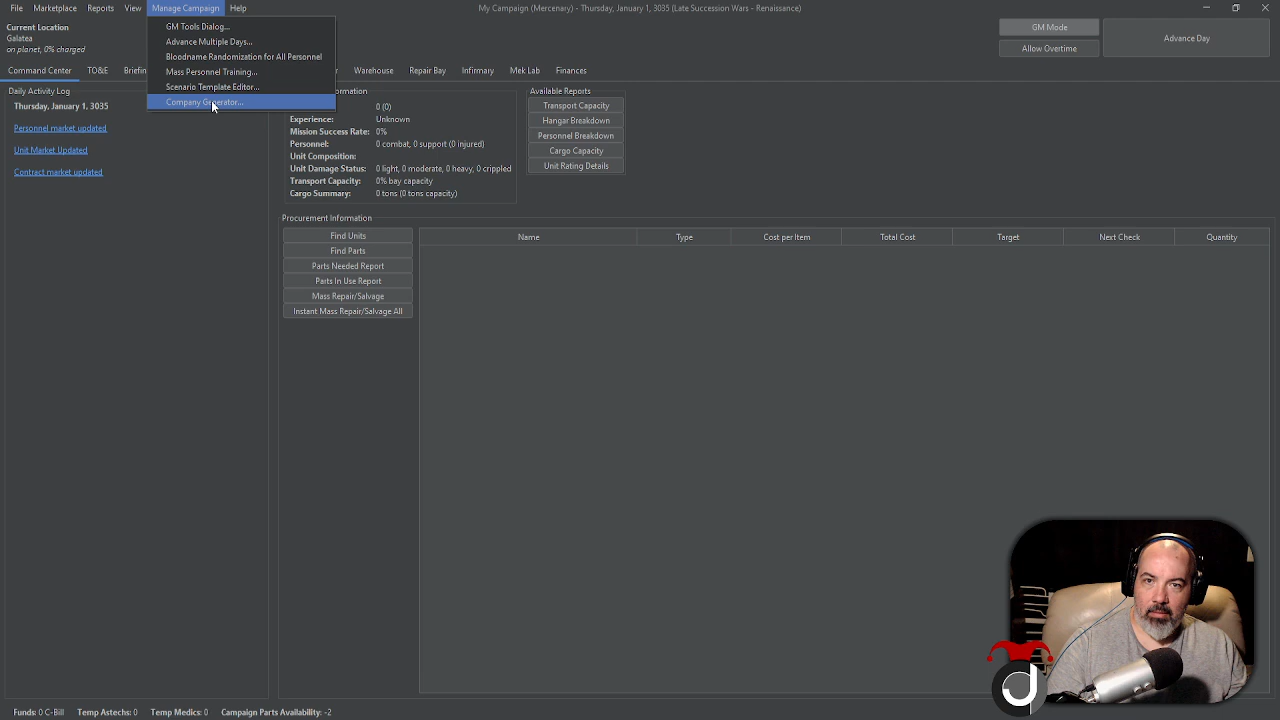 File Marketplace Reports View Manage Campaign Help
My Campaign (Mercenary) - Thursday, January 1, 3035 (Late Succession Wars - Renaissance)
Current Location
Galatea
on planet, 0% charged
GM Mode
Allow Overtime
Advance Day
GM Tools Dialog...
Advance Multiple Days...
Bloodname Randomization for All Personnel
Mass Personnel Training...
Scenario Template Editor...
Company Generator...
Command Center TO&E Briefin r Warehouse Repair Bay Infirmary Mek Lab Finances
Daily Activity Log
Thursday, January 1, 3035
Personnel market updated
Unit Market Updated
Contract market updated
formation
0 (0)
Experience: Unknown
Mission Success Rate: 0%
Personnel: 0 combat, 0 support (0 injured)
Unit Composition:
Unit Damage Status: 0 light, 0 moderate, 0 heavy, 0 crippled
Transport Capacity: 0% bay capacity
Cargo Summary: 0 tons (0 tons capacity)
Available Reports
Transport Capacity
Hangar Breakdown
Personnel Breakdown
Cargo Capacity
Unit Rating Details
Procurement Information
Find Units
Find Parts
Parts Needed Report
Parts In Use Report
Mass Repair/Salvage
Instant Mass Repair/Salvage All
Name Type Cost per Item Total Cost Target Next Check Quantity
Funds: 0 C-Bill Temp Astechs: 0 Temp Medics: 0 Campaign Parts Availability: -2